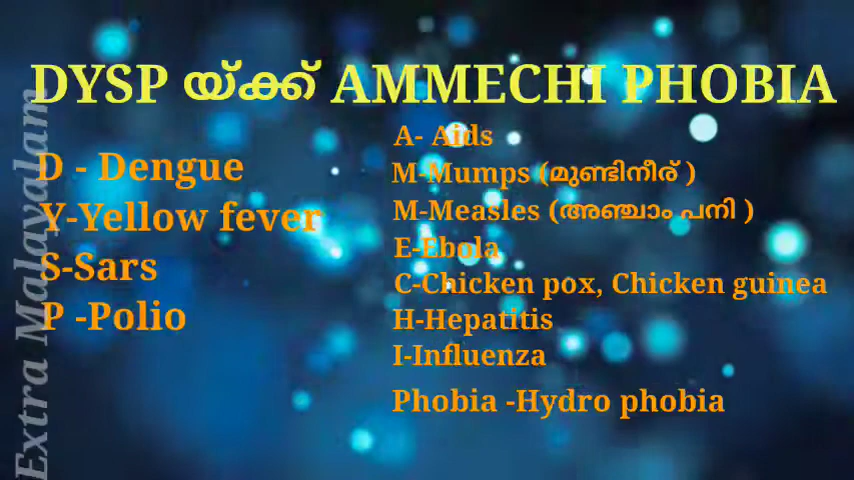 DYSP യ്ക്ക് AMMECHI PHOBIA
D - Dengue
Y-Yellow fever
S-Sars
P -Polio
A- Aids
M-Mumps (മുണ്ടിനീര് )
M-Measles (അഞ്ചാം പനി )
E-Ebola
C-Chicken pox, Chicken guinea
H-Hepatitis
I-Influenza
Phobia -Hydro phobia
Extra Malayalam